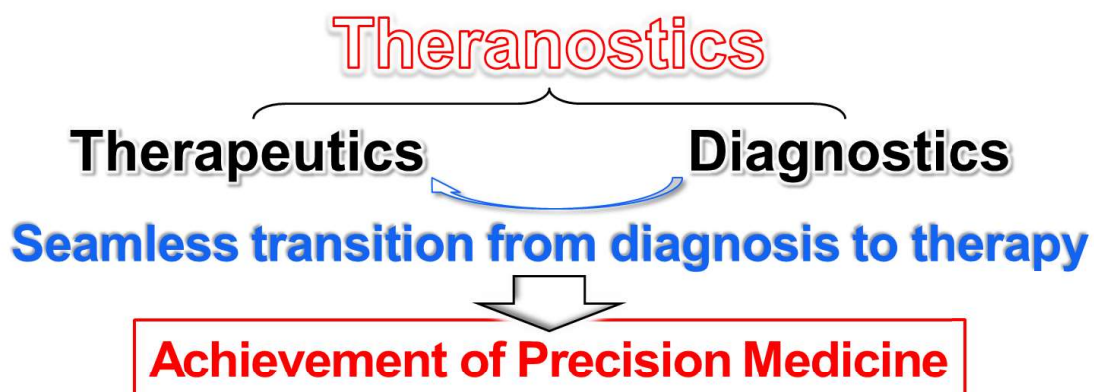 Theranostics
Therapeutics Diagnostics
Seamless transition from diagnosis to therapy
Achievement of Precision Medicine